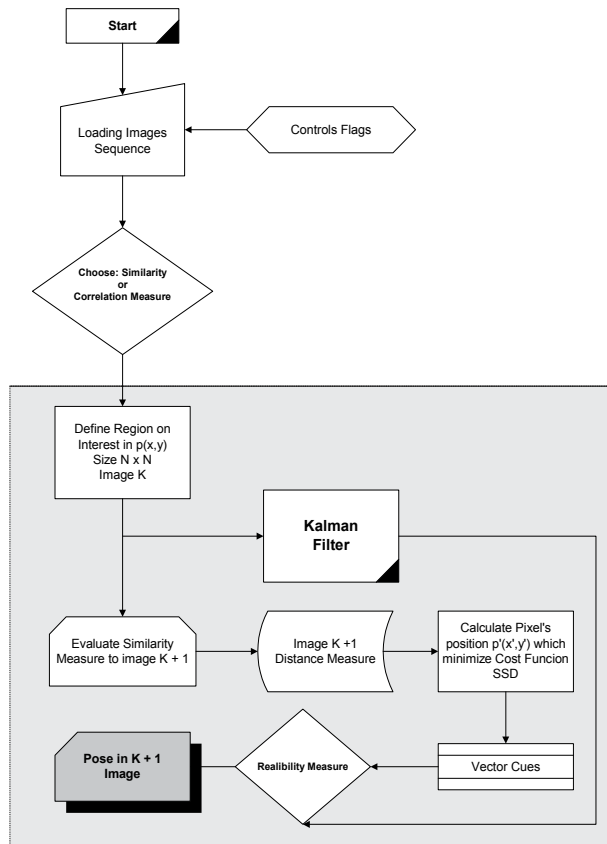 Start
Loading Images
Sequence
Controls Flags
Choose: Similarity
or
Correlation Measure
Define Region on
Interest in p(x,y)
Size N x N
Image K
Kalman
Filter
Evaluate Similarity
Measure to image K + 1
Image K +1
Distance Measure
Calculate Pixel's
position p'(x',y') which
minimize Cost Funcion
SSD
Vector Cues
Realibility Measure
Pose in K + 1
Image